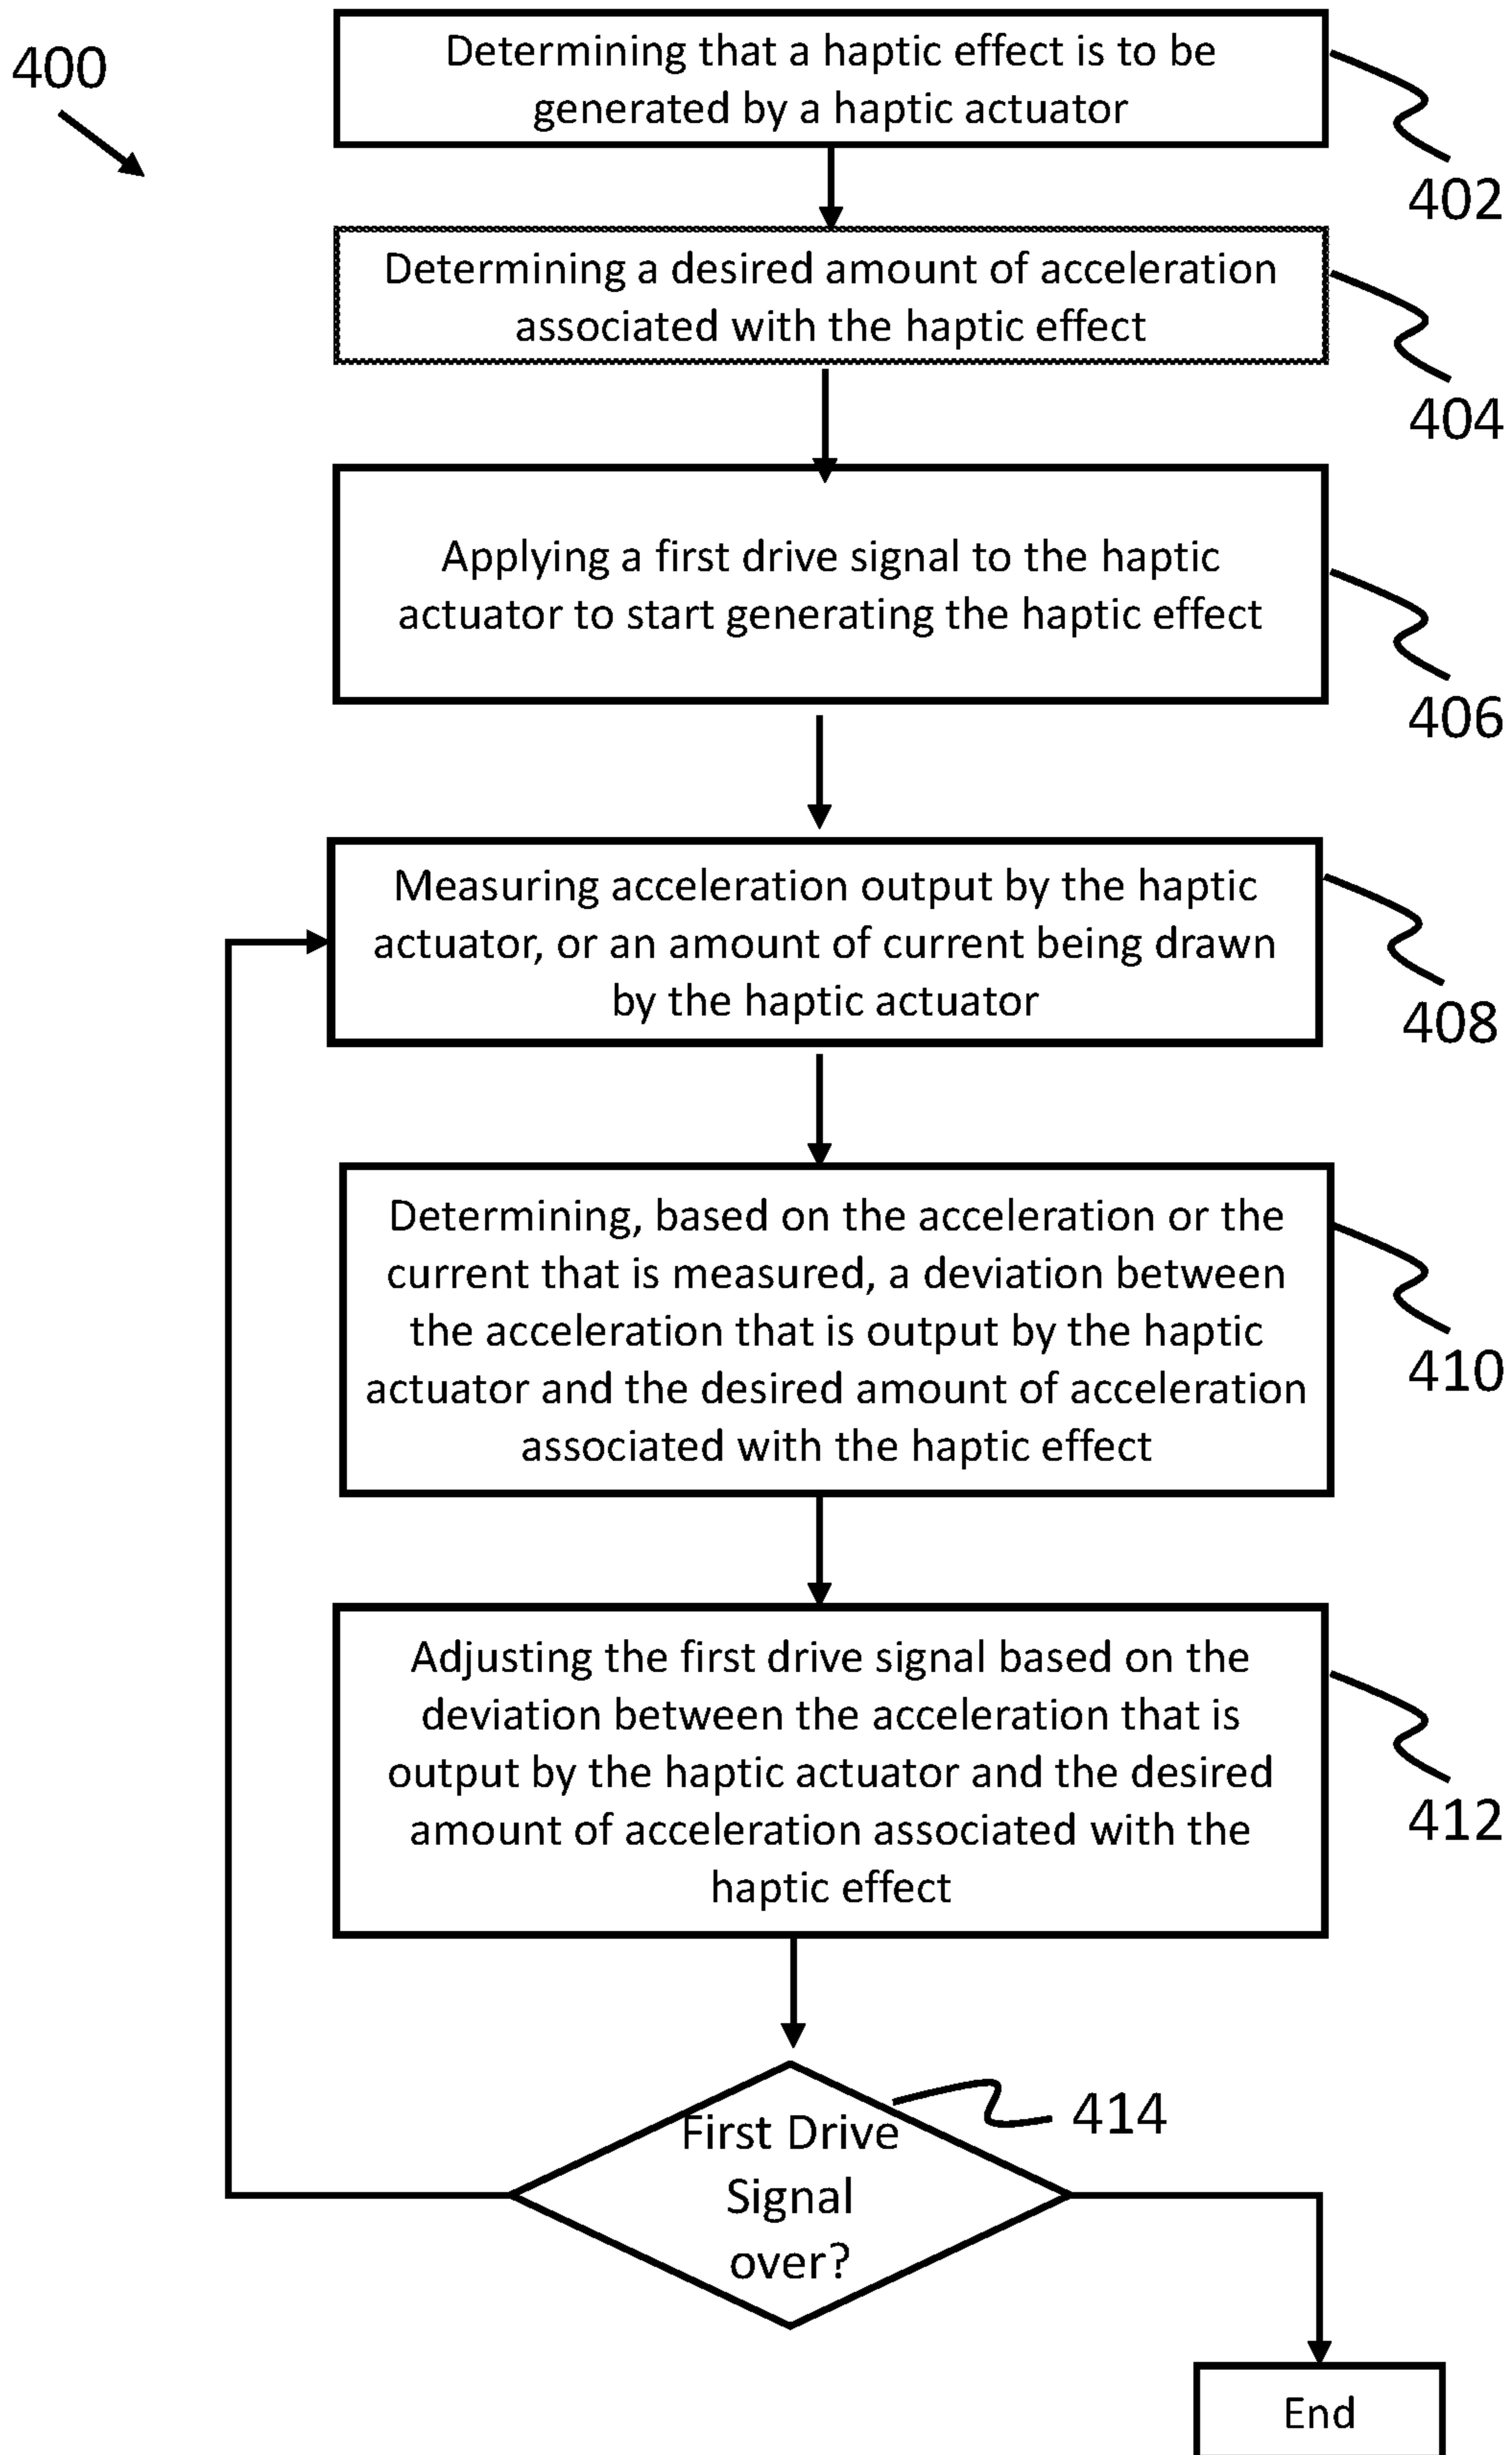 400
Determining that a haptic effect is to be
generated by a haptic actuator
402
Determining a desired amount of acceleration
associated with the haptic effect
404
Applying a first drive signal to the haptic
actuator to start generating the haptic effect
406
Measuring acceleration output by the haptic
actuator, or an amount of current being drawn
by the haptic actuator
408
Determining, based on the acceleration or the
current that is measured, a deviation between
the acceleration that is output by the haptic
actuator and the desired amount of acceleration
associated with the haptic effect
410
Adjusting the first drive signal based on the
deviation between the acceleration that is
output by the haptic actuator and the desired
amount of acceleration associated with the
haptic effect
412
First Drive
Signal
over?
414
End